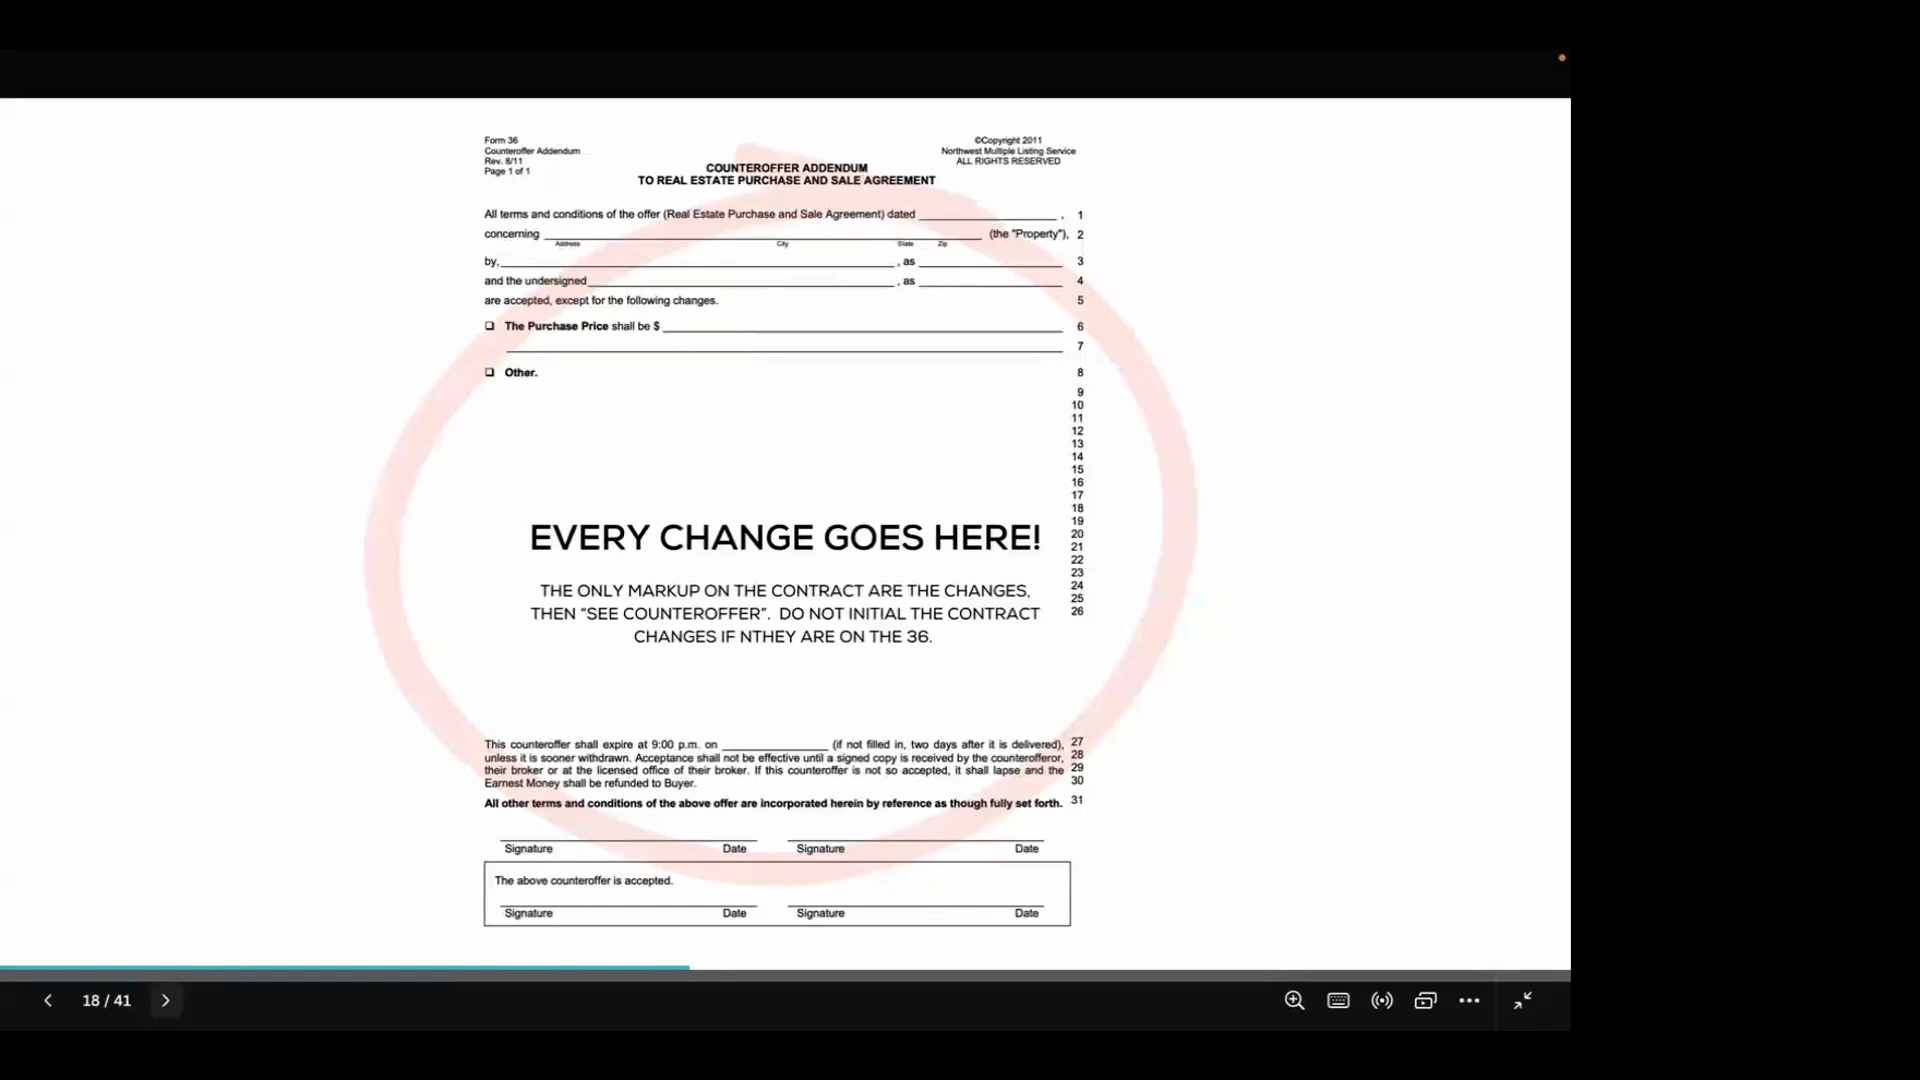 Form 36
Counteroffer Addendum
Rev. 8/11
Page 1 of 1
©Copyright 2011
Northwest Multiple Listing Service
ALL RIGHTS RESERVED
COUNTEROFFER ADDENDUM
TO REAL ESTATE PURCHASE AND SALE AGREEMENT
All terms and conditions of the offer (Real Estate Purchase and Sale Agreement) dated ____________, 1
concerning ____________ (the "Property"), 2
Address City State Zip
by, ____________, as ____________ 3
and the undersigned ____________, as ____________ 4
are accepted, except for the following changes. 5
❑ The Purchase Price shall be $ ____________ 6
____________ 7
❑ Other. 8
9
10
11
12
13
14
15
16
17
18
19
EVERY CHANGE GOES HERE! 20
21
22
23
THE ONLY MARKUP ON THE CONTRACT ARE THE CHANGES, 24
25
THEN “SEE COUNTEROFFER”. DO NOT INITIAL THE CONTRACT 26
CHANGES IF NTHEY ARE ON THE 36.
This counteroffer shall expire at 9:00 p.m. on ____________ (if not filled in, two days after it is delivered), 27
unless it is sooner withdrawn. Acceptance shall not be effective until a signed copy is received by the counterofferor, 28
their broker or at the licensed office of their broker. If this counteroffer is not so accepted, it shall lapse and the 29
Earnest Money shall be refunded to Buyer. 30
All other terms and conditions of the above offer are incorporated herein by reference as though fully set forth. 31
Signature Date Signature Date
The above counteroffer is accepted.
Signature Date Signature Date
18 / 41